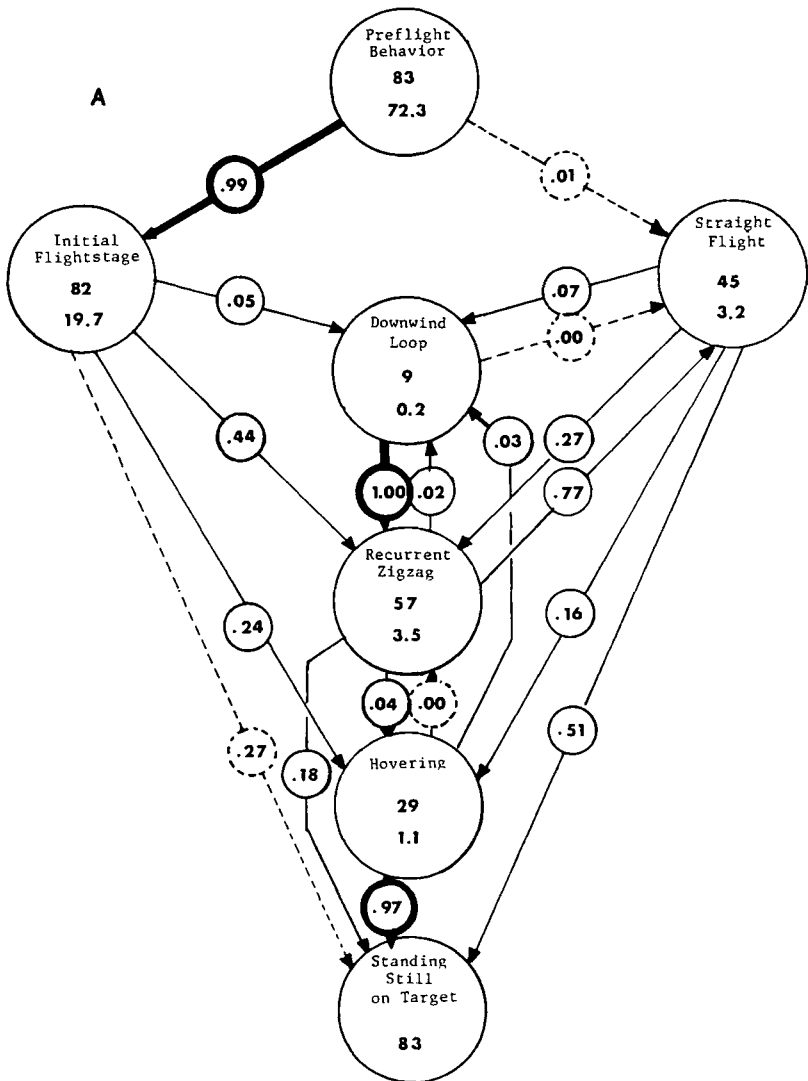 Preflight
Behavior
83
72.3
A
.99
.01
Initial
Flightstage
82
19.7
Straight
Flight
45
3.2
.05
.07
Downwind
Loop
9
0.2
.00
.44
.03
.27
1.00
.02
.77
Recurrent
Zigzag
57
3.5
.24
.16
.04
.00
.27
.18
.51
Hovering
29
1.1
.97
Standing
Still
on Target
83